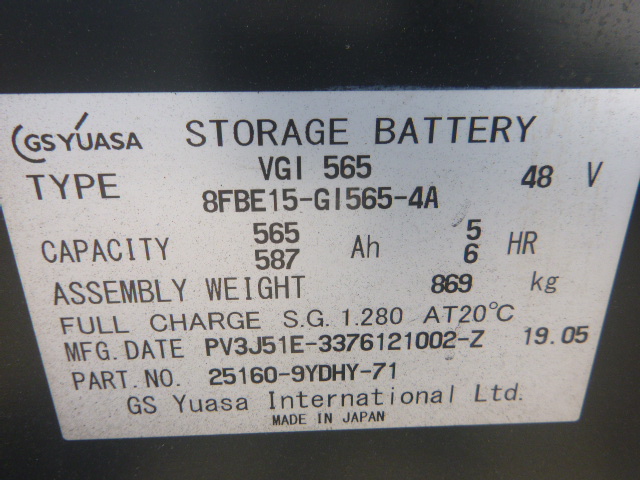 GS YUASA STORAGE BATTERY
TYPE VGI 565 48 V
8FBE15-GI565-4A
CAPACITY 565 Ah 5 HR
587 6
ASSEMBLY WEIGHT 869 kg
FULL CHARGE S.G. 1.280 AT20℃
MFG.DATE PV3J51E-3376121002-Z 19.05
PART.NO. 25160-9YDHY-71
GS Yuasa International Ltd.
MADE IN JAPAN